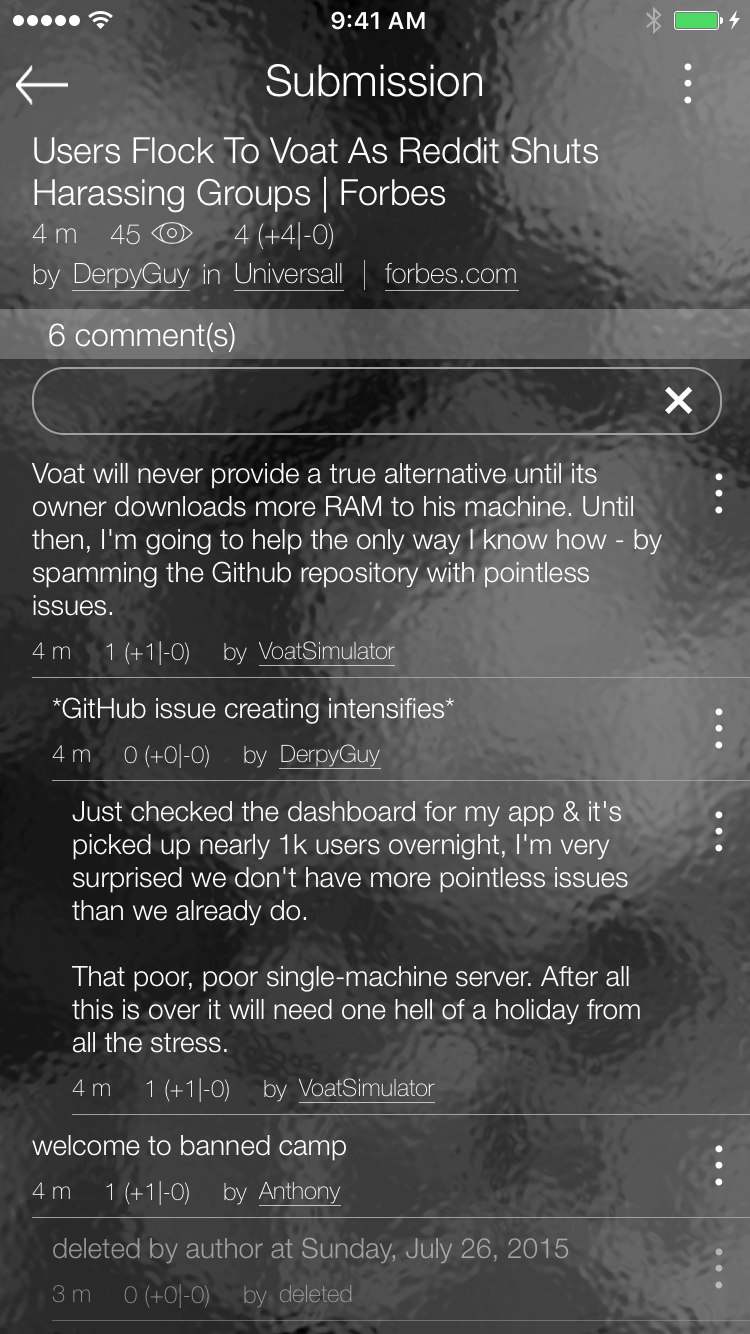 9:41 AM
Submission
Users Flock To Voat As Reddit Shuts
Harassing Groups | Forbes
4 m 45 4 (+4|-0)
by DerpyGuy in Universall | forbes.com
6 comment(s)
Voat will never provide a true alternative until its
owner downloads more RAM to his machine. Until
then, I'm going to help the only way I know how - by
spamming the Github repository with pointless
issues.
4 m 1 (+1|-0) by VoatSimulator
*GitHub issue creating intensifies*
4 m 0 (+0|-0) by DerpyGuy
Just checked the dashboard for my app & it's
picked up nearly 1k users overnight, I'm very
surprised we don't have more pointless issues
than we already do.
That poor, poor single-machine server. After all
this is over it will need one hell of a holiday from
all the stress.
4 m 1 (+1|-0) by VoatSimulator
welcome to banned camp
4 m 1 (+1|-0) by Anthony
deleted by author at Sunday, July 26, 2015
3 m 0 (+0|-0) by deleted